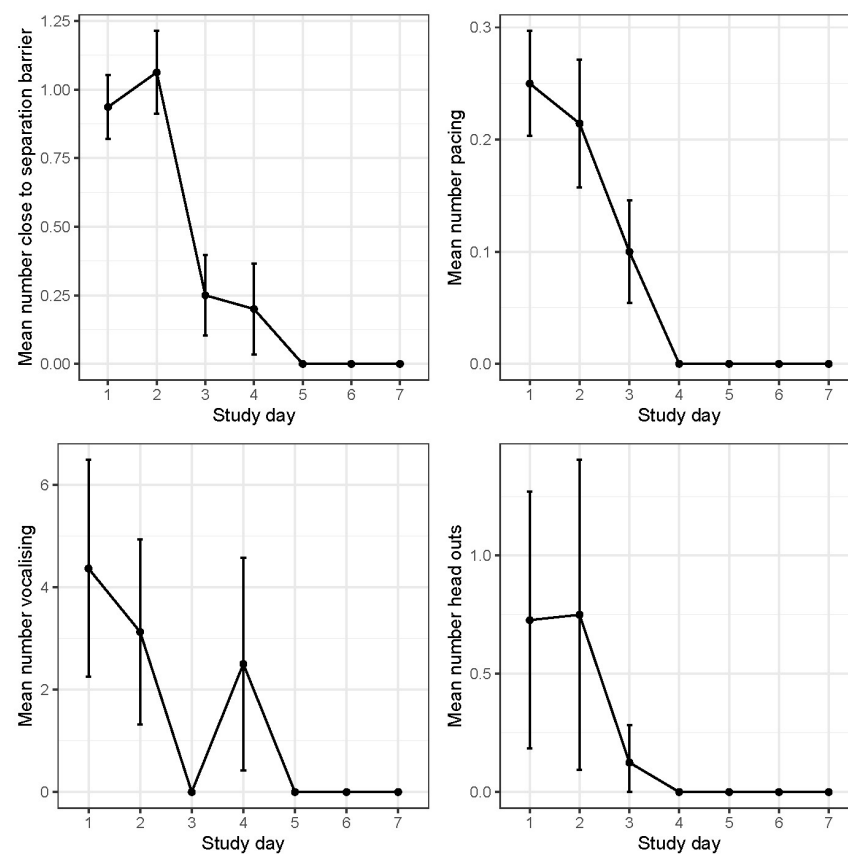 Mean number close to separation barrier
1.25
1.00
0.75
0.50
0.25
0.00
1 2 3 4 5 6 7
Study day
Mean number pacing
0.3
0.2
0.1
0.0
1 2 3 4 5 6 7
Study day
Mean number vocalising
6
4
2
0
1 2 3 4 5 6 7
Study day
Mean number head outs
1.0
0.5
0.0
1 2 3 4 5 6 7
Study day